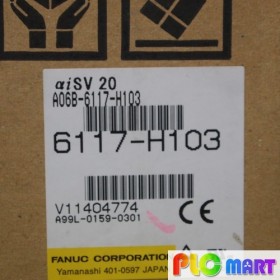 αiSV 20
A06B-6117-H103
6117-H103
V11404774
A99L-0159-0301
CE
FANUC CORPORATION
Yamanashi 401-0597 JAPAN
PLC MART